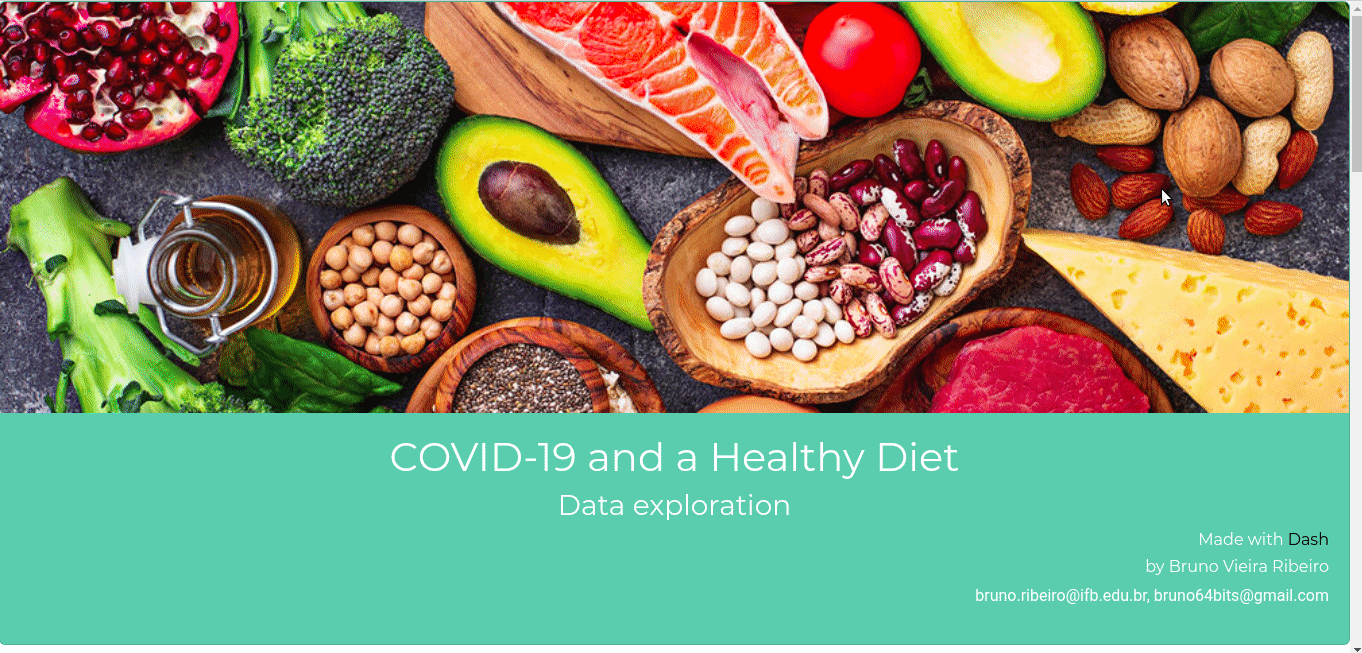 COVID-19 and a Healthy Diet
Data exploration
Made with Dash
by Bruno Vieira Ribeiro
bruno.ribeiro@ifb.edu.br, bruno64bits@gmail.com